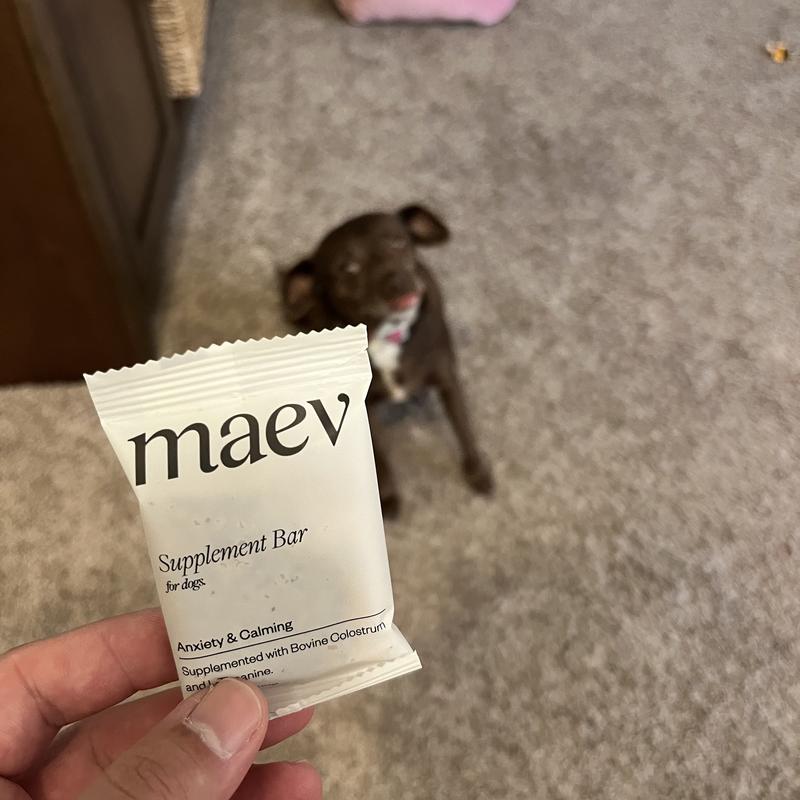 maev
Supplement Bar
for dogs.
Anxiety & Calming
Supplemented with Bovine Colostrum
and